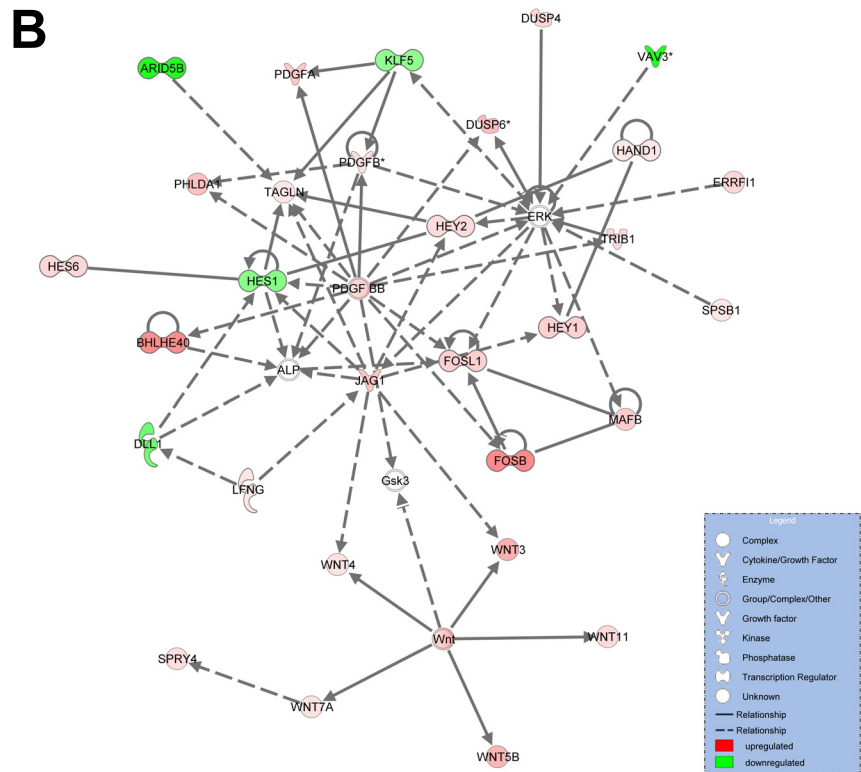 B
DUSP4
ARID5B
PDGFA
KLF5
VAV3*
DUSP6*
HAND1
PHLDA1
TAGLN
PDGFB*
ERRFI1
HEY2
ERK
TRIB1
HES6
HES1
PDGF BB
SPSB1
BHLHE40
HEY1
ALP
JAG1
FOSL1
MAFB
DLL1
FOSB
LFNG
Gsk3
WNT4
WNT3
Wnt
WNT11
SPRY4
WNT7A
WNT5B
Legend
Complex
Cytokine/Growth Factor
Enzyme
Group/Complex/Other
Growth factor
Kinase
Phosphatase
Transcription Regulator
Unknown
Relationship
Relationship
upregulated
downregulated